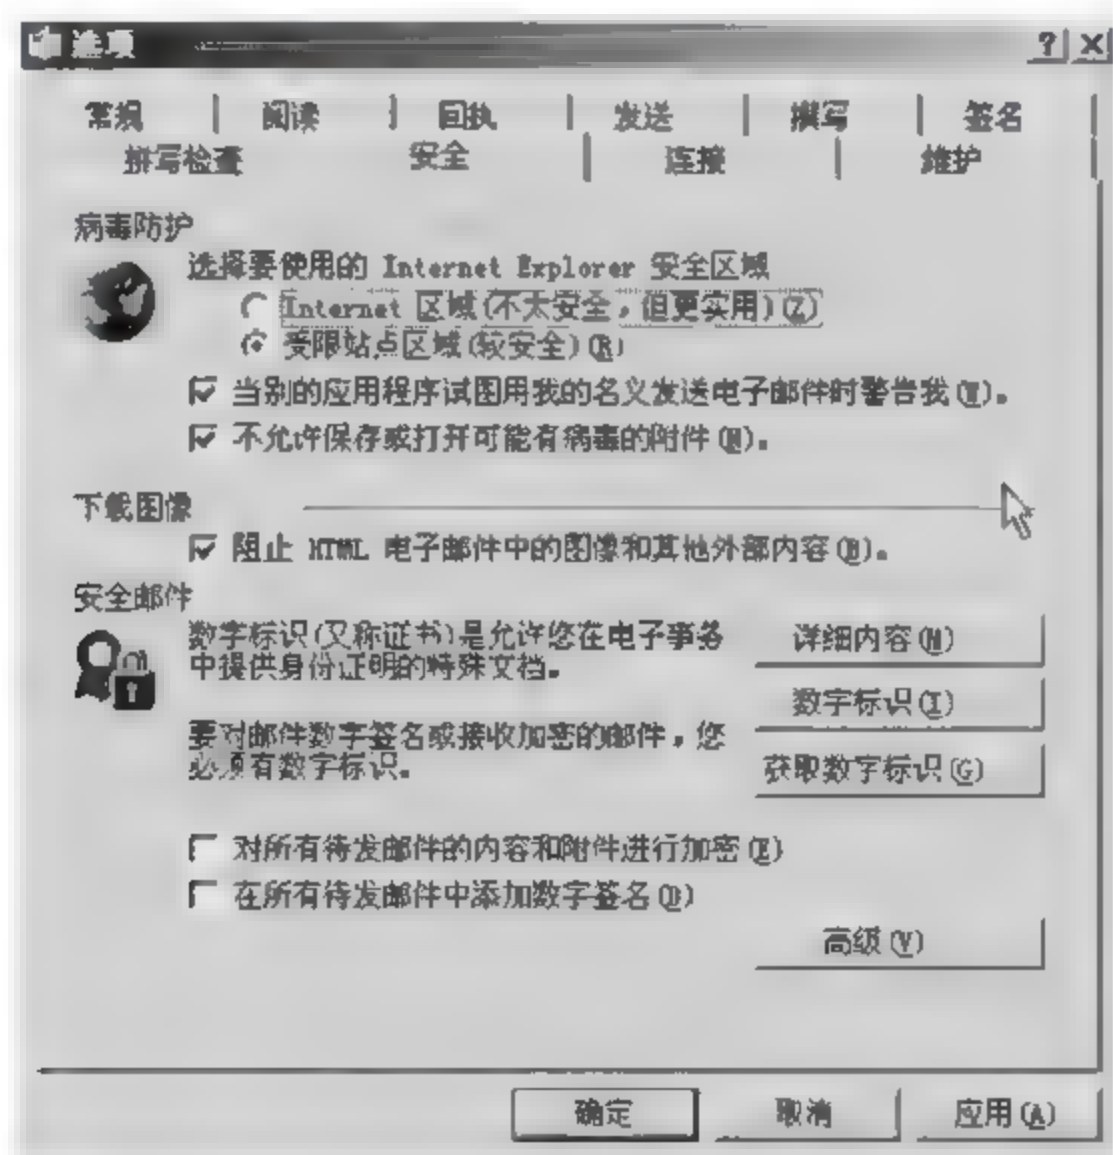 选项
常规 阅读 回执 发送 撰写 签名
拼写检查 安全 连接 维护
病毒防护
选择要使用的 Internet Explorer 安全区域
Internet 区域(不太安全，但更实用)(Z)
受限站点区域(较安全)(R)
当别的应用程序试图用我的名义发送电子邮件时警告我(W)。
不允许保存或打开可能有病毒的附件(N)。
下载图像
阻止 HTML 电子邮件中的图像和其他外部内容(B)。
安全邮件
数字标识(又称证书)是允许您在电子事务
中提供身份证明的特殊文档。
详细内容(M)
数字标识(I)
要对邮件数字签名或接收加密的邮件，您
必须有数字标识。
获取数字标识(G)
对所有待发邮件的内容和附件进行加密(E)
在所有待发邮件中添加数字签名(D)
高级(V)
确定 取消 应用(A)